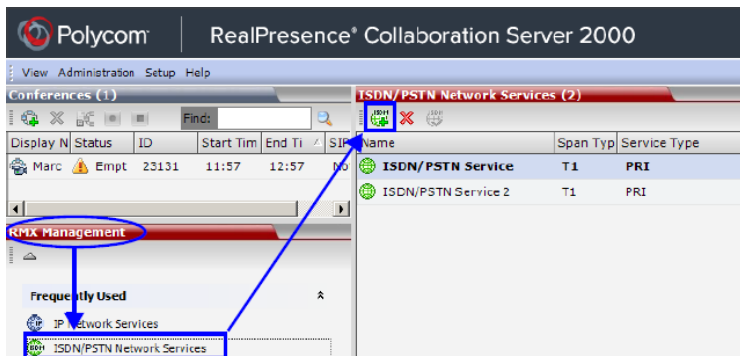 Polycom® RealPresence® Collaboration Server 2000
View Administration Setup Help
Conferences (1)
Find:
Display N Status ID Start Tim End Ti SIP
Marc Empt 23131 11:57 12:57 No
RMX Management
Frequently Used
IP Network Services
ISDN/PSTN Network Services
ISDN/PSTN Network Services (2)
Name Span Typ Service Type
ISDN/PSTN Service T1 PRI
ISDN/PSTN Service 2 T1 PRI